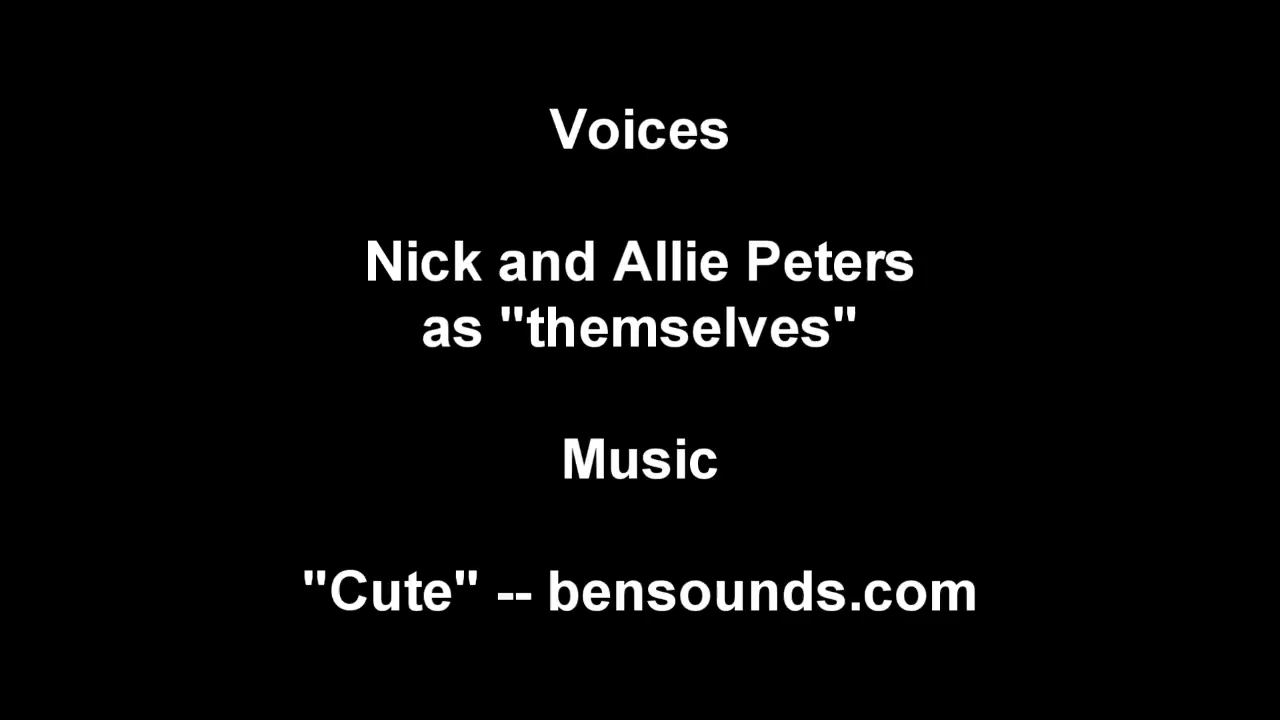 Voices
Nick and Allie Peters
as "themselves"
Music
"Cute" -- bensounds.com